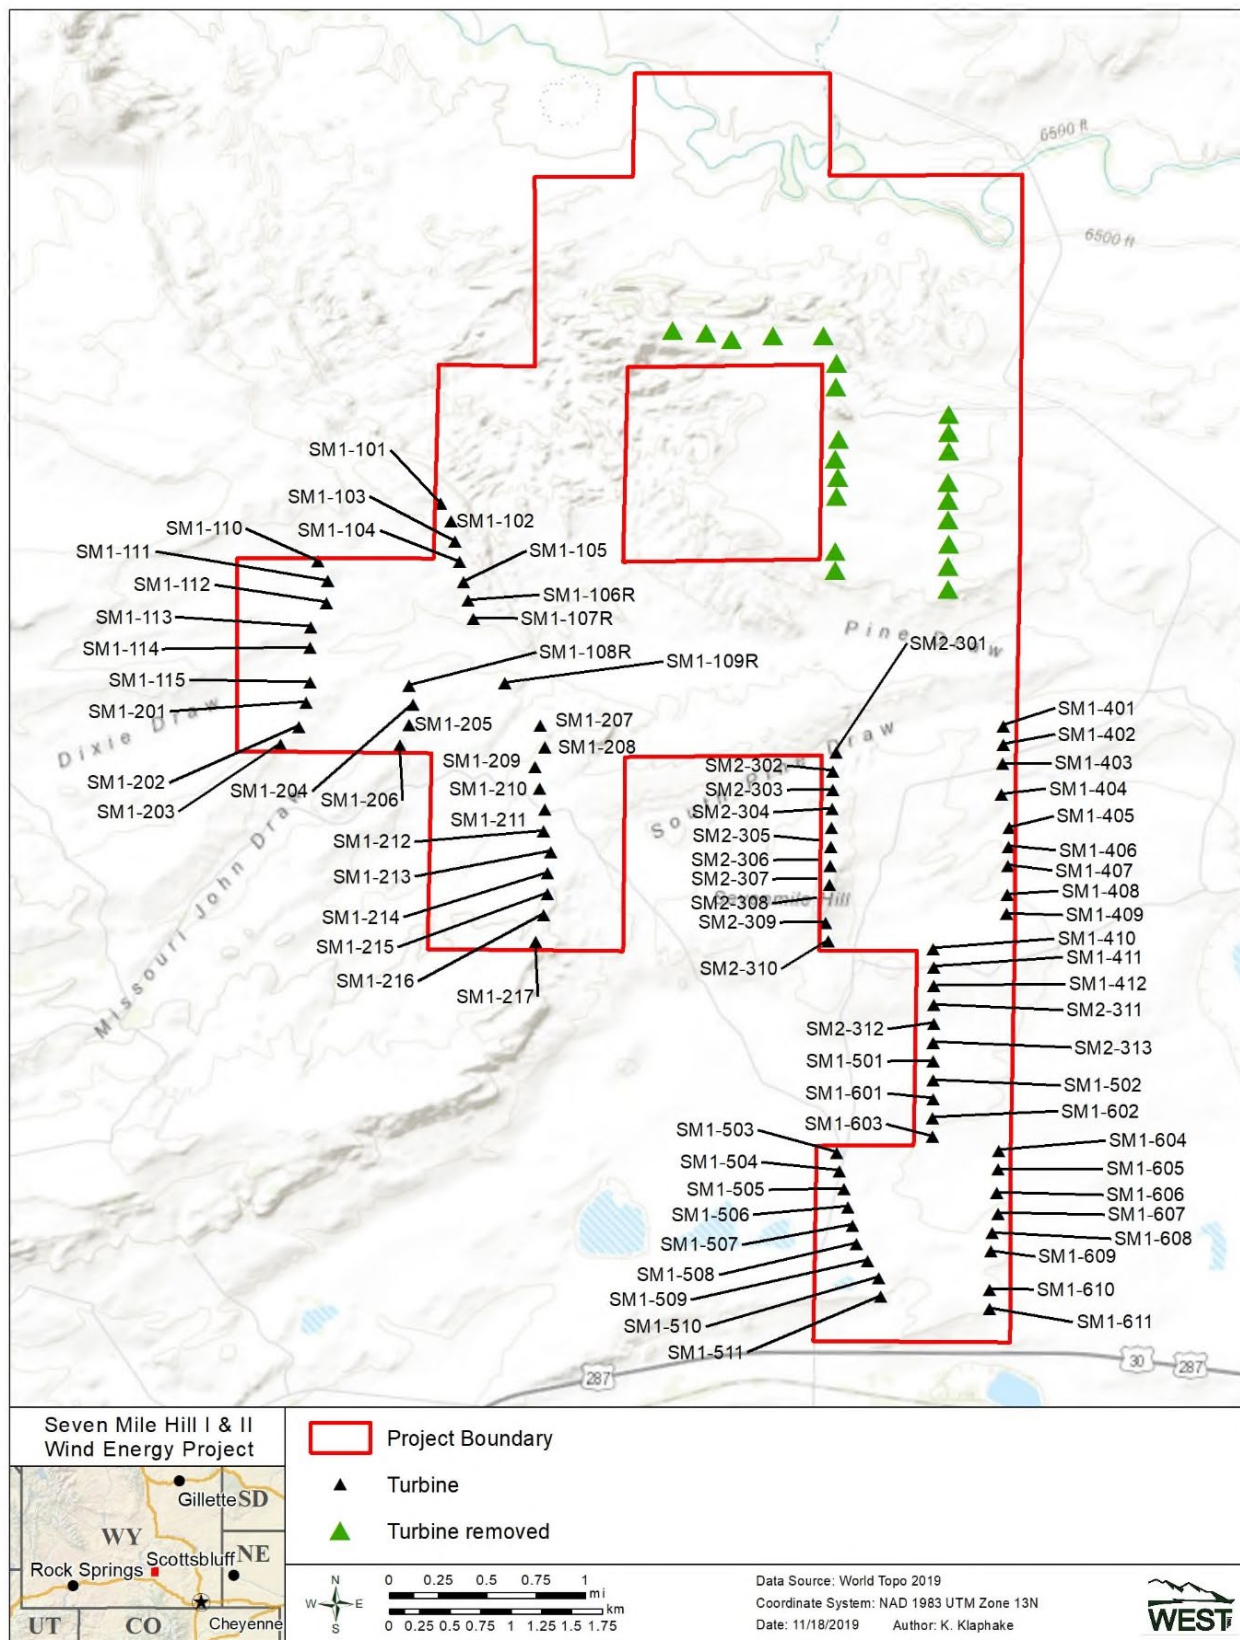 6590 ft
6500 ft
SM1-101
SM1-103
SM1-102
SM1-110
SM1-104
SM1-111
SM1-105
SM1-112
SM1-106R
SM1-113
SM1-107R
Pine Draw
SM1-114
SM1-108R
SM2-301
SM1-109R
SM1-115
SM1-201
Dixie Draw
SM1-205
SM1-207
SM1-401
SM1-208
SM1-402
SM1-209
SM2-302
SM1-403
SM1-202
SM1-204
SM1-210
SM2-303
SM1-404
SM1-203
SM1-206
SM2-304
South Pine Draw
SM1-211
SM1-405
SM1-212
SM2-305
SM1-406
SM2-306
SM1-407
SM1-213
SM2-307
SM1-408
Missouri John Draw
Sevenmile Hill
SM2-308
SM1-409
SM1-214
SM2-309
SM1-410
SM1-215
SM1-411
SM2-310
SM1-216
SM1-412
SM1-217
SM2-311
SM2-312
SM2-313
SM1-501
SM1-502
SM1-601
SM1-602
SM1-603
SM1-503
SM1-604
SM1-504
SM1-605
SM1-505
SM1-606
SM1-506
SM1-607
SM1-507
SM1-608
SM1-609
SM1-508
SM1-610
SM1-509
SM1-611
SM1-510
SM1-511
287
30
287
Seven Mile Hill I & II
Wind Energy Project
Gillette
SD
WY
Scottsbluff
NE
Rock Springs
Cheyenne
UT
CO
Project Boundary
Turbine
Turbine removed
N
W
E
S
0 0.25 0.5 0.75 1
mi
km
0 0.25 0.5 0.75 1 1.25 1.5 1.75
Data Source: World Topo 2019
Coordinate System: NAD 1983 UTM Zone 13N
Date: 11/18/2019 Author: K. Klaphake
WEST